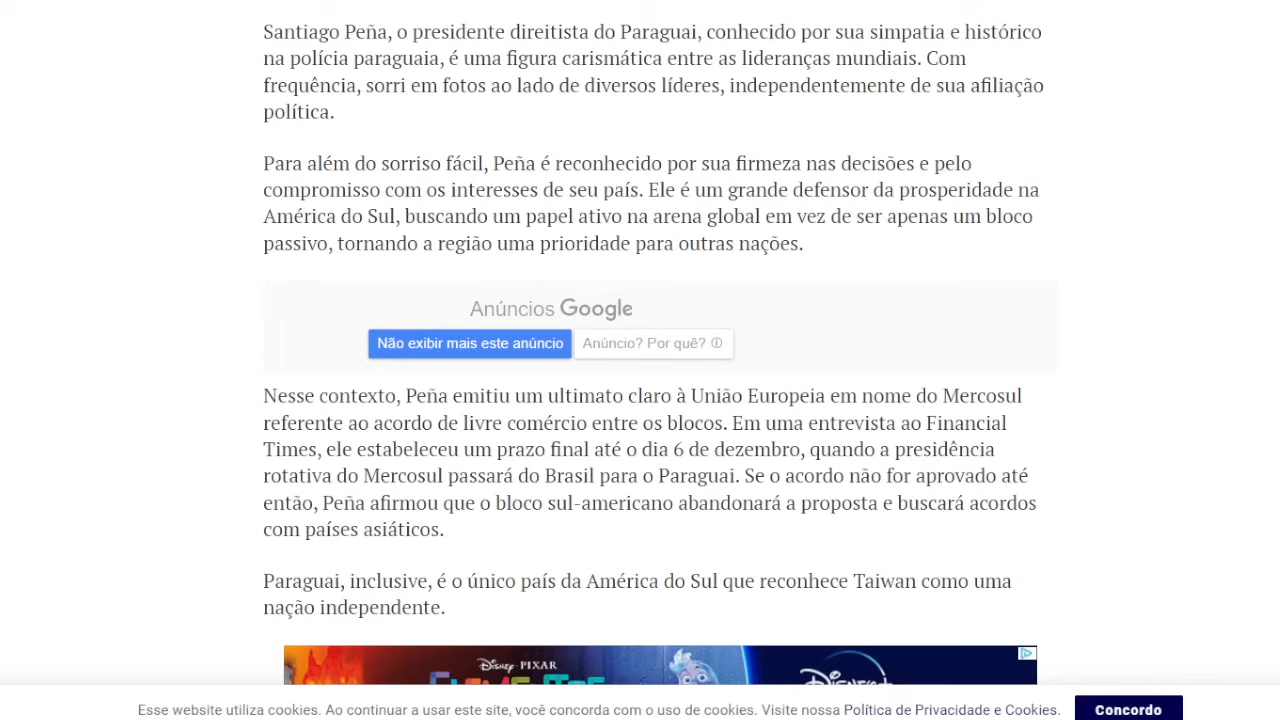 Santiago Peña, o presidente direitista do Paraguai, conhecido por sua simpatia e histórico
na polícia paraguaia, é uma figura carismática entre as lideranças mundiais. Com
frequência, sorri em fotos ao lado de diversos líderes, independentemente de sua afiliação
política.
Para além do sorriso fácil, Peña é reconhecido por sua firmeza nas decisões e pelo
compromisso com os interesses de seu país. Ele é um grande defensor da prosperidade na
América do Sul, buscando um papel ativo na arena global em vez de ser apenas um bloco
passivo, tornando a região uma prioridade para outras nações.
Anúncios Google
Não exibir mais este anúncio Anúncio? Por quê?
Nesse contexto, Peña emitiu um ultimato claro à União Europeia em nome do Mercosul
referente ao acordo de livre comércio entre os blocos. Em uma entrevista ao Financial
Times, ele estabeleceu um prazo final até o dia 6 de dezembro, quando a presidência
rotativa do Mercosul passará do Brasil para o Paraguai. Se o acordo não for aprovado até
então, Peña afirmou que o bloco sul-americano abandonará a proposta e buscará acordos
com países asiáticos.
Paraguai, inclusive, é o único país da América do Sul que reconhece Taiwan como uma
nação independente.
Disney·PIXAR
Disney+
Esse website utiliza cookies. Ao continuar a usar este site, você concorda com o uso de cookies. Visite nossa Política de Privacidade e Cookies.
Concordo